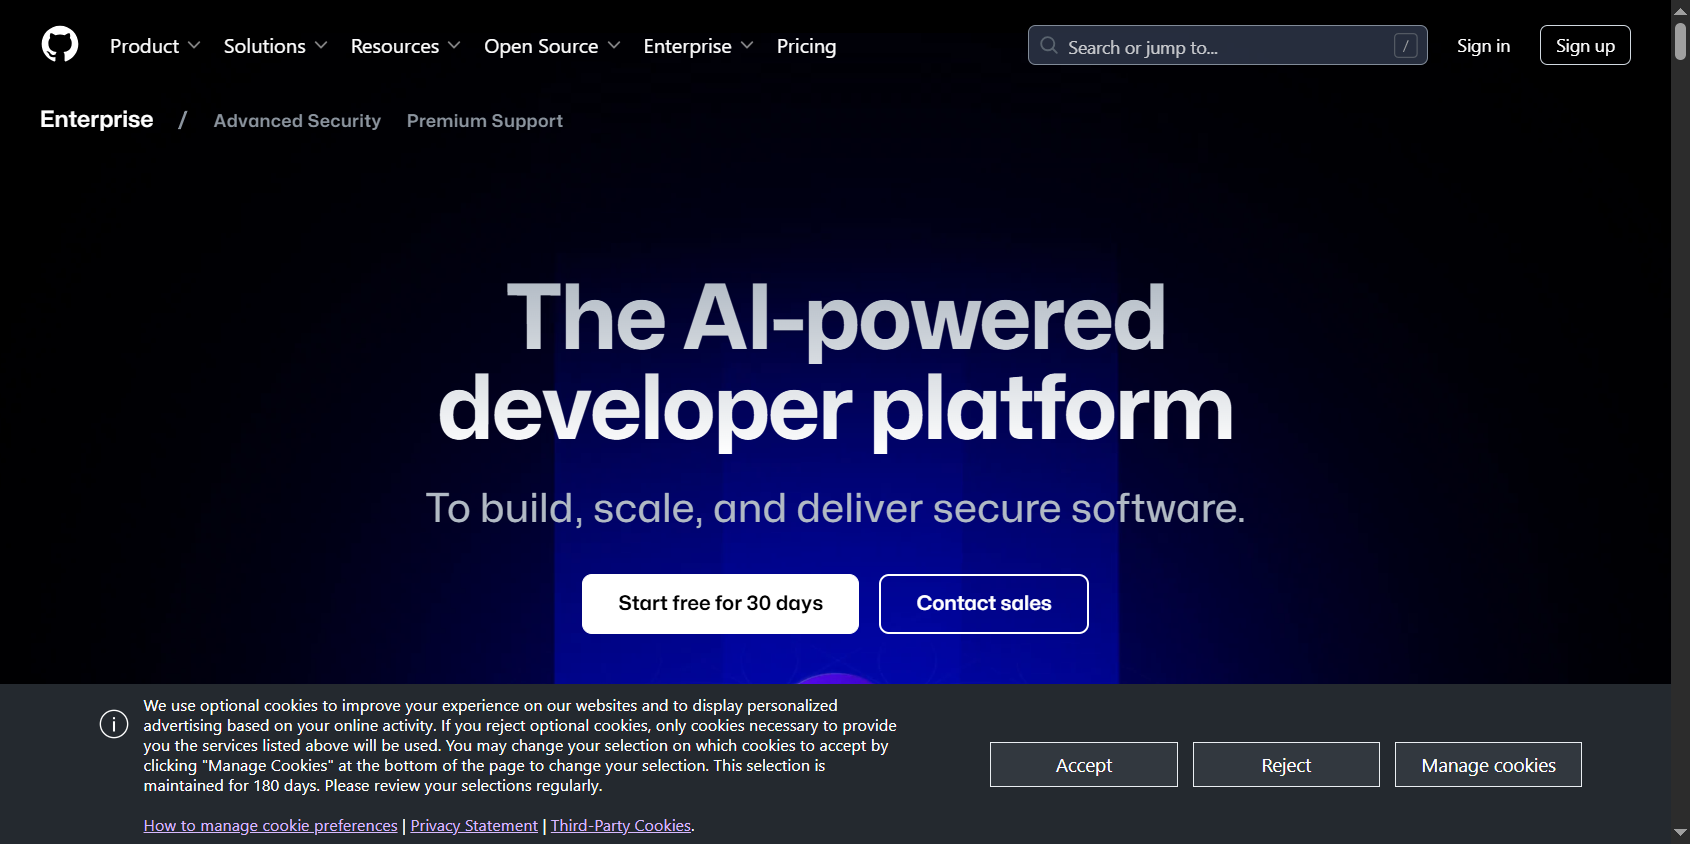 Product Solutions Resources Open Source Enterprise Pricing Search or jump to... / Sign in Sign up
Enterprise / Advanced Security Premium Support
The AI-powered
developer platform
To build, scale, and deliver secure software.
Start free for 30 days Contact sales
We use optional cookies to improve your experience on our websites and to display personalized
advertising based on your online activity. If you reject optional cookies, only cookies necessary to provide
you the services listed above will be used. You may change your selection on which cookies to accept by
clicking "Manage Cookies" at the bottom of the page to change your selection. This selection is
maintained for 180 days. Please review your selections regularly.
How to manage cookie preferences | Privacy Statement | Third-Party Cookies.
Accept Reject Manage cookies